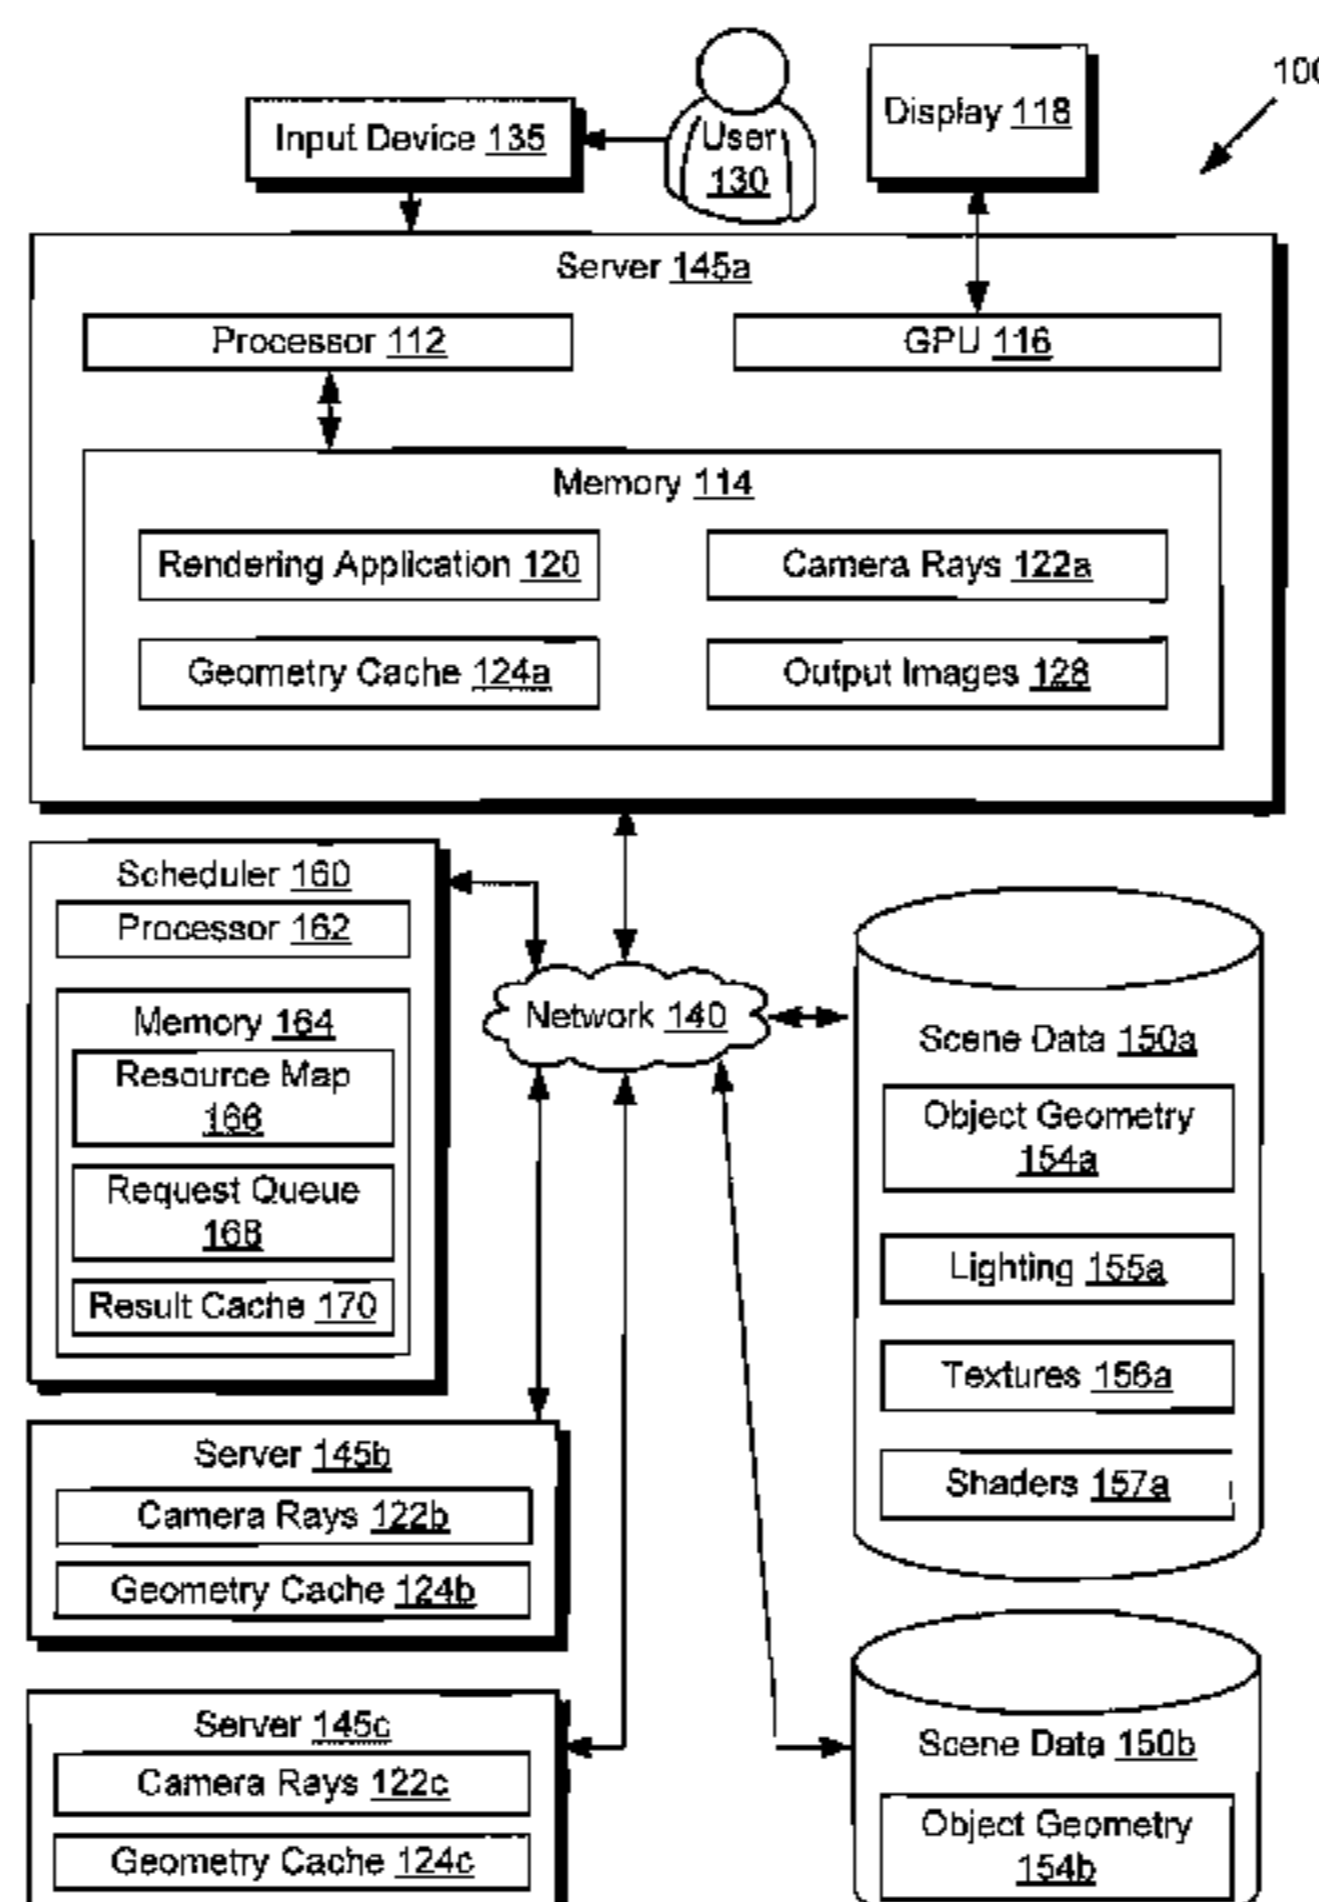 100
Display 118
Input Device 135
User
130
Server 145a
Processor 112
GPU 116
Memory 114
Rendering Application 120
Camera Rays 122a
Geometry Cache 124a
Output Images 128
Scheduler 160
Processor 162
Memory 164
Resource Map
166
Request Queue
168
Result Cache 170
Network 140
Scene Data 150a
Object Geometry
154a
Lighting 155a
Textures 156a
Shaders 157a
Server 145b
Camera Rays 122b
Geometry Cache 124b
Server 145c
Camera Rays 122c
Geometry Cache 124c
Scene Data 150b
Object Geometry
154b